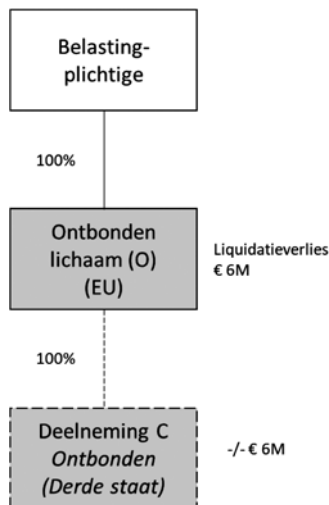 Belasting-
plichtige
100%
Ontbonden
lichaam (O)
(EU)
Liquidatieverlies
€ 6M
100%
Deelneming C
Ontbonden
(Derde staat)
-/- € 6M